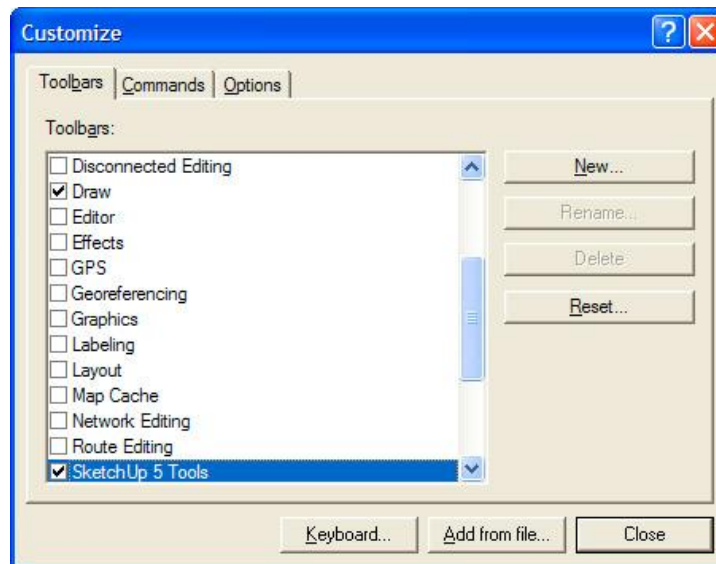 Customize
Toolbars Commands Options
Toolbars:
Disconnected Editing
Draw
Editor
Effects
GPS
Georeferencing
Graphics
Labeling
Layout
Map Cache
Network Editing
Route Editing
SketchUp 5 Tools
New...
Rename...
Delete
Reset...
Keyboard... Add from file... Close